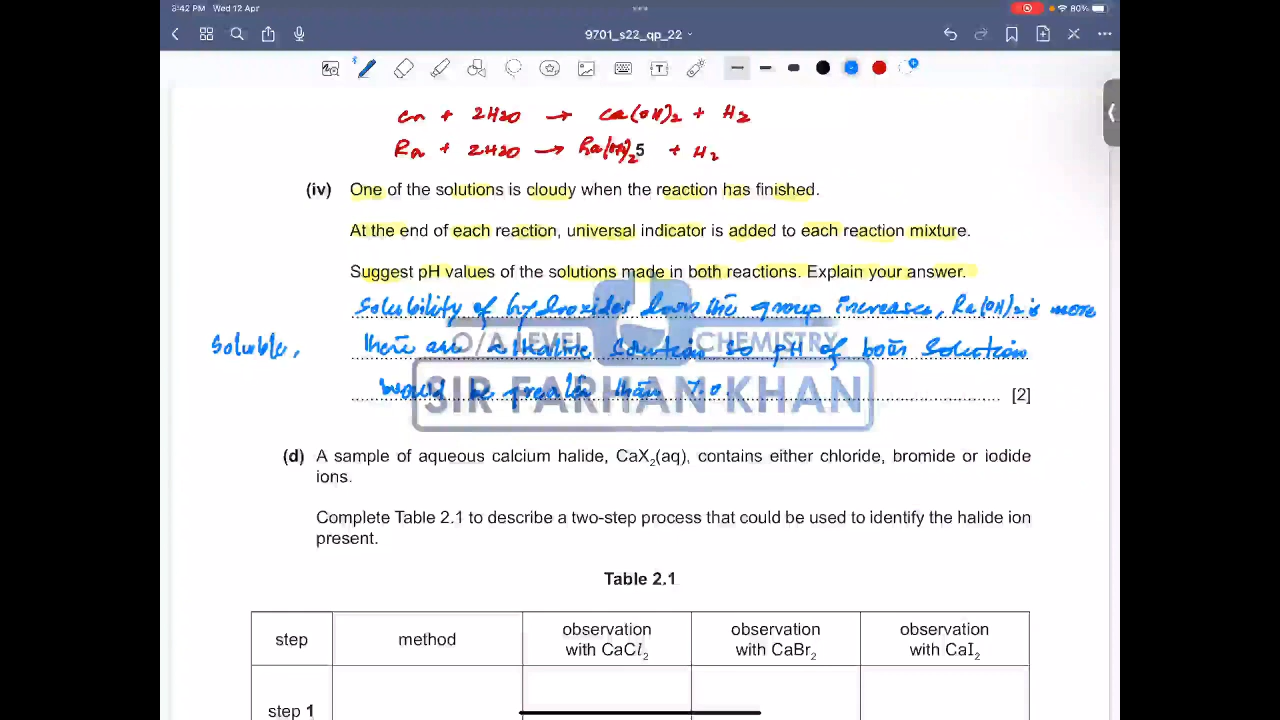 3:42 PM Wed 12 Apr
80%
9701_s22_qp_22
Ca + 2H2O → Ca(OH)2 + H2
Ra + 2H2O → Ra(OH)2 + H2
5
(iv) One of the solutions is cloudy when the reaction has finished.
At the end of each reaction, universal indicator is added to each reaction mixture.
Suggest pH values of the solutions made in both reactions. Explain your answer.
Solubility of hydroxides down the group increases, Ra(OH)2 is more
soluble, there are alkaline solution so pH of both solution
would be greater than 7.0.
[2]
O/A LEVEL CHEMISTRY
SIR FARHAN KHAN
(d) A sample of aqueous calcium halide, CaX2(aq), contains either chloride, bromide or iodide
ions.
Complete Table 2.1 to describe a two-step process that could be used to identify the halide ion
present.
Table 2.1
step method observation with CaCl2 observation with CaBr2 observation with CaI2
step 1